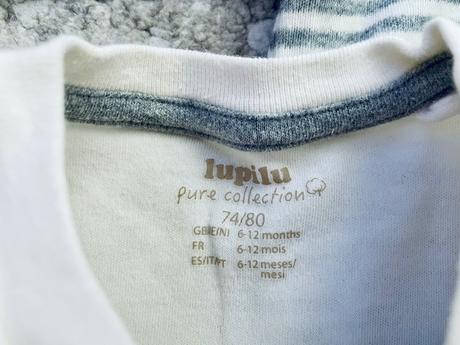 lupilu
pure collection
74/80
GB/IE/NI 6-12 months
FR 6-12 mois
ES/IT/PT 6-12 meses/
mesi